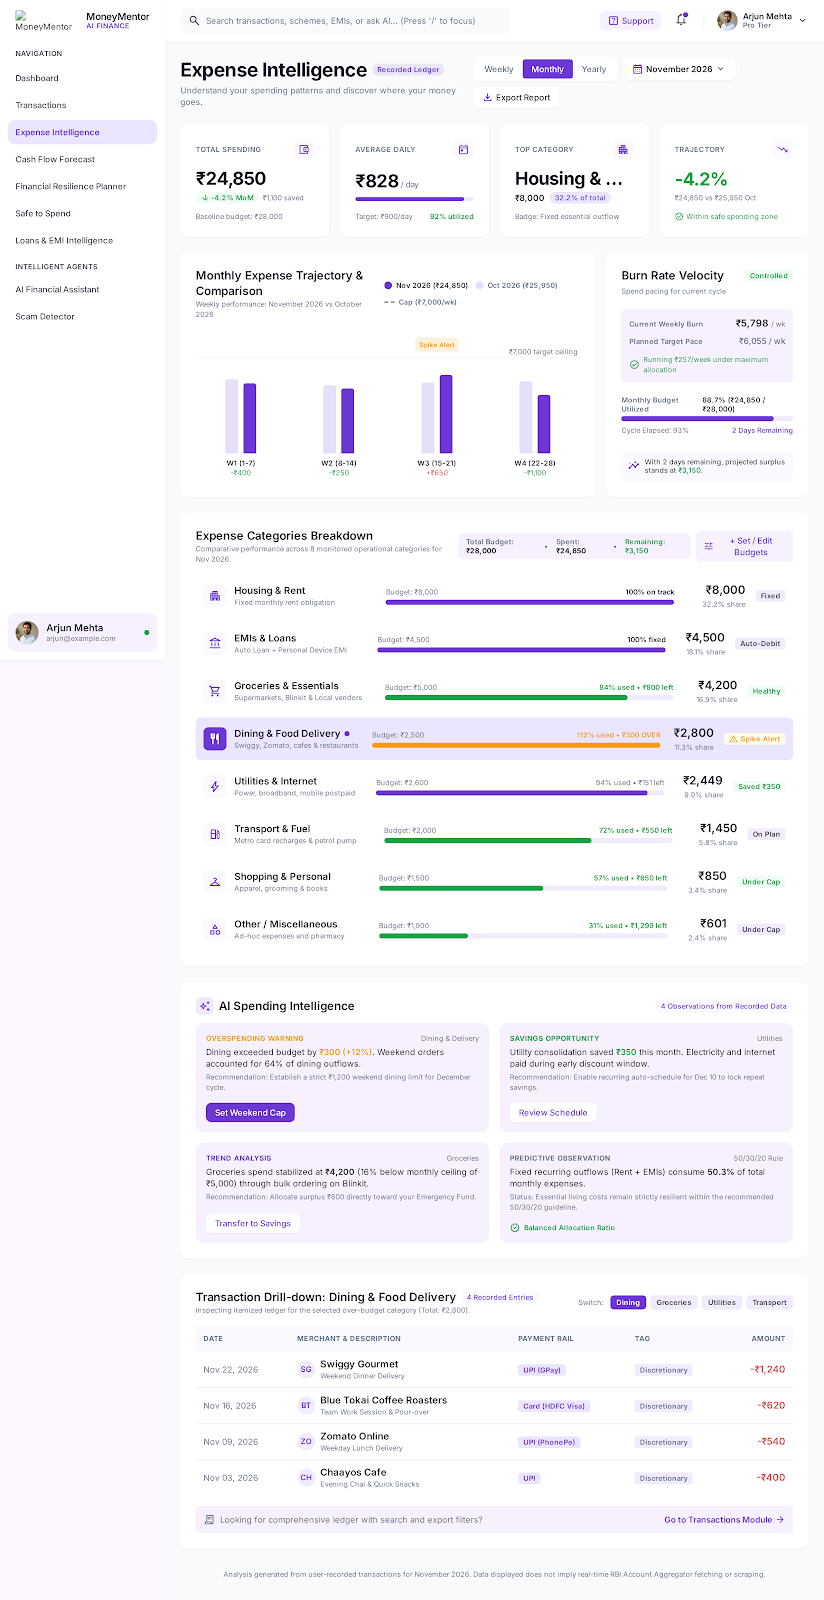 MoneyMentor
MoneyMentor
AI FINANCE
NAVIGATION
Dashboard
Transactions
Expense Intelligence
Cash Flow Forecast
Financial Resilience Planner
Safe to Spend
Loans & EMI Intelligence
INTELLIGENT AGENTS
AI Financial Assistant
Scam Detector
Arjun Mehta
arjun@example.com
Search transactions, schemes, EMIs, or ask AI... (Press '/' to focus)
Support
Arjun Mehta
Pro Tier
Expense Intelligence
Recorded Ledger
Understand your spending patterns and discover where your money
goes.
Weekly
Monthly
Yearly
November 2026
Export Report
TOTAL SPENDING
₹24,850
-4.2% MoM
₹1,100 saved
Baseline budget: ₹28,000
AVERAGE DAILY
₹828 / day
Target: ₹900/day
92% utilized
TOP CATEGORY
Housing & ...
₹8,000
32.2% of total
Badge: Fixed essential outflow
TRAJECTORY
-4.2%
₹24,850 vs ₹25,950 Oct
Within safe spending zone
Monthly Expense Trajectory &
Comparison
Weekly performance: November 2026 vs October
2026
Nov 2026 (₹24,850)
Oct 2026 (₹25,950)
Cap (₹7,000/wk)
Spike Alert
₹7,000 target ceiling
W1 (1-7)
-₹400
W2 (8-14)
-₹250
W3 (15-21)
+₹650
W4 (22-28)
-₹1,100
Burn Rate Velocity
Controlled
Spend pacing for current cycle
Current Weekly Burn
₹5,798 / wk
Planned Target Pace
₹6,055 / wk
Running ₹257/week under maximum
allocation
Monthly Budget
Utilized
88.7% (₹24,850 /
₹28,000)
Cycle Elapsed: 93%
2 Days Remaining
With 2 days remaining, projected surplus
stands at ₹3,150.
Expense Categories Breakdown
Comparative performance across 8 monitored operational categories for
Nov 2026.
Total Budget:
₹28,000
•
Spent:
₹24,850
•
Remaining:
₹3,150
+ Set / Edit
Budgets
Housing & Rent
Fixed monthly rent obligation
Budget: ₹8,000
100% on track
₹8,000
32.2% share
Fixed
EMIs & Loans
Auto Loan + Personal Device EMI
Budget: ₹4,500
100% fixed
₹4,500
18.1% share
Auto-Debit
Groceries & Essentials
Supermarkets, Blinkit & Local vendors
Budget: ₹5,000
84% used • ₹800 left
₹4,200
16.9% share
Healthy
Dining & Food Delivery
Swiggy, Zomato, cafes & restaurants
Budget: ₹2,500
112% used • ₹300 OVER
₹2,800
11.3% share
Spike Alert
Utilities & Internet
Power, broadband, mobile postpaid
Budget: ₹2,600
94% used • ₹151 left
₹2,449
9.9% share
Saved ₹350
Transport & Fuel
Metro card recharges & petrol pump
Budget: ₹2,000
72% used • ₹550 left
₹1,450
5.8% share
On Plan
Shopping & Personal
Apparel, grooming & books
Budget: ₹1,500
57% used • ₹650 left
₹850
3.4% share
Under Cap
Other / Miscellaneous
Ad-hoc expenses and pharmacy
Budget: ₹1,900
31% used • ₹1,299 left
₹601
2.4% share
Under Cap
AI Spending Intelligence
4 Observations from Recorded Data
OVERSPENDING WARNING
Dining & Delivery
Dining exceeded budget by ₹300 (+12%). Weekend orders
accounted for 64% of dining outflows.
Recommendation: Establish a strict ₹1,200 weekend dining limit for December
cycle.
Set Weekend Cap
SAVINGS OPPORTUNITY
Utilities
Utility consolidation saved ₹350 this month. Electricity and internet
paid during early discount window.
Recommendation: Enable recurring auto-schedule for Dec 10 to lock repeat
savings.
Review Schedule
TREND ANALYSIS
Groceries
Groceries spend stabilized at ₹4,200 (16% below monthly ceiling of
₹5,000) through bulk ordering on Blinkit.
Recommendation: Allocate surplus ₹800 directly toward your Emergency Fund.
Transfer to Savings
PREDICTIVE OBSERVATION
50/30/20 Rule
Fixed recurring outflows (Rent + EMIs) consume 50.3% of total
monthly expenses.
Status: Essential living costs remain strictly resilient within the recommended
50/30/20 guideline.
Balanced Allocation Ratio
Transaction Drill-down: Dining & Food Delivery
4 Recorded Entries
Inspecting itemized ledger for the selected over-budget category (Total: ₹2,800).
Switch:
Dining
Groceries
Utilities
Transport
DATE
MERCHANT & DESCRIPTION
PAYMENT RAIL
TAG
AMOUNT
Nov 22, 2026
SG
Swiggy Gourmet
Weekend Dinner Delivery
UPI (GPay)
Discretionary
-₹1,240
Nov 16, 2026
BT
Blue Tokai Coffee Roasters
Team Work Session & Pour-over
Card (HDFC Visa)
Discretionary
-₹620
Nov 09, 2026
ZO
Zomato Online
Weekday Lunch Delivery
UPI (PhonePe)
Discretionary
-₹540
Nov 03, 2026
CH
Chaayos Cafe
Evening Chai & Quick Snacks
UPI
Discretionary
-₹400
Looking for comprehensive ledger with search and export filters?
Go to Transactions Module →
Analysis generated from user-recorded transactions for November 2026. Data displayed does not imply real-time RBI Account Aggregator fetching or scraping.